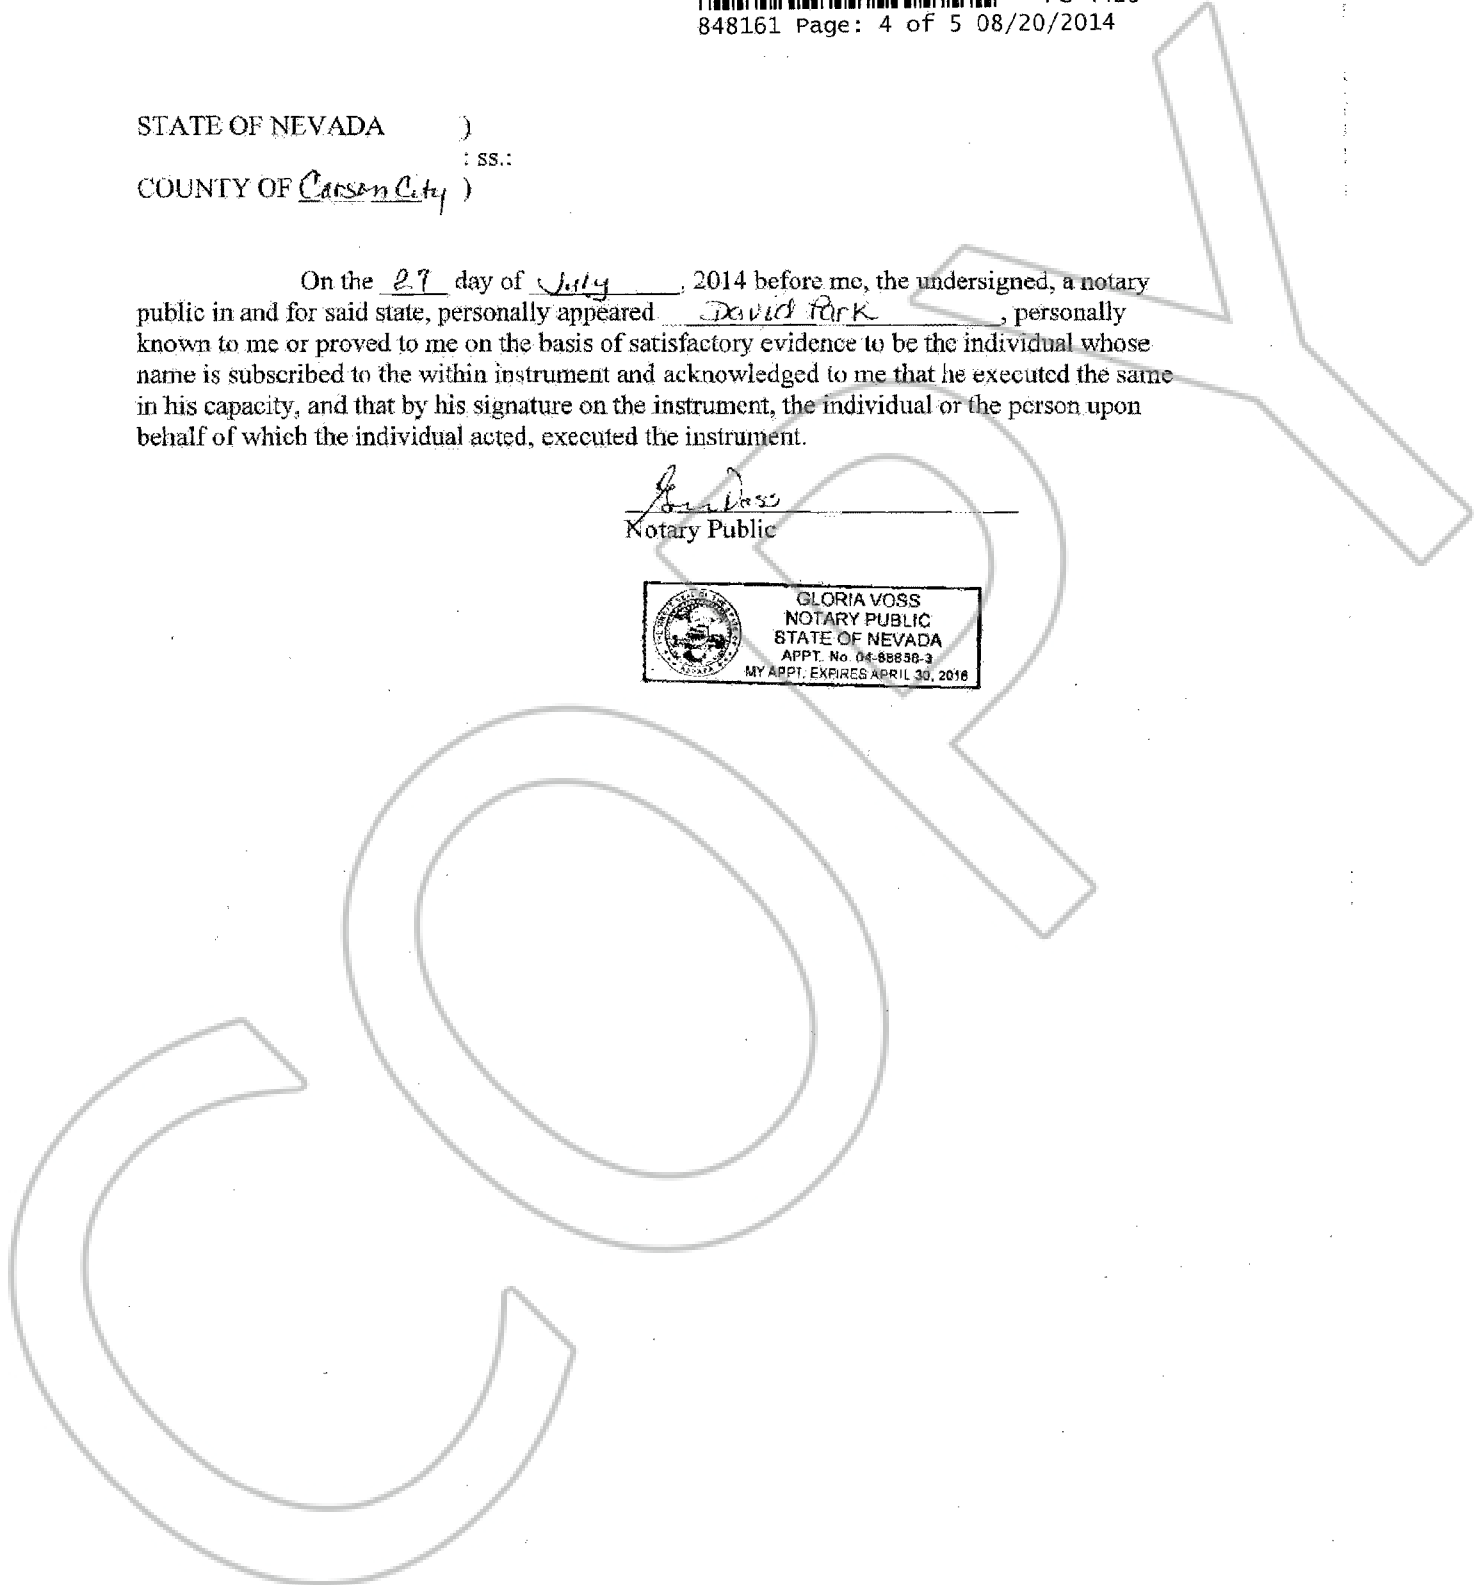 848161 Page: 4 of 5 08/20/2014
STATE OF NEVADA )
: ss.:
COUNTY OF Carson City )
On the 27 day of July, 2014 before me, the undersigned, a notary
public in and for said state, personally appeared David Park, personally
known to me or proved to me on the basis of satisfactory evidence to be the individual whose
name is subscribed to the within instrument and acknowledged to me that he executed the same
in his capacity, and that by his signature on the instrument, the individual or the person upon
behalf of which the individual acted, executed the instrument.
Voss
Notary Public
GLORIA VOSS
NOTARY PUBLIC
STATE OF NEVADA
APPT. No.
MY APPT. EXPIRES APRIL 30, 2016
COPY